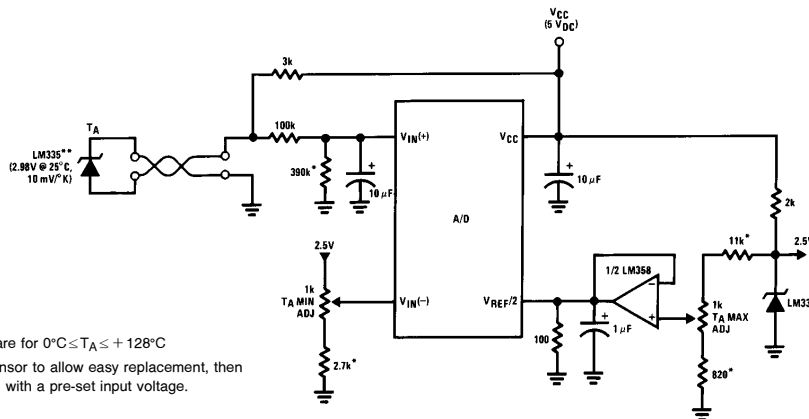 VCC
(5 VDC)
3k
TA
100k
VIN(+)
VCC
LM335**
(2.98V @ 25°C,
10 mV/°K)
390k*
+
10 μF
+
10 μF
2k
A/D
2.5V
11k*
1/2 LM358
1k
TA MIN
ADJ
VIN(−)
VREF/2
−
+
1k
TA MAX
ADJ
+
1 μF
100
2.7k*
820*
are for 0°C≤TA≤+128°C
to allow easy replacement, then
with a pre-set input voltage.